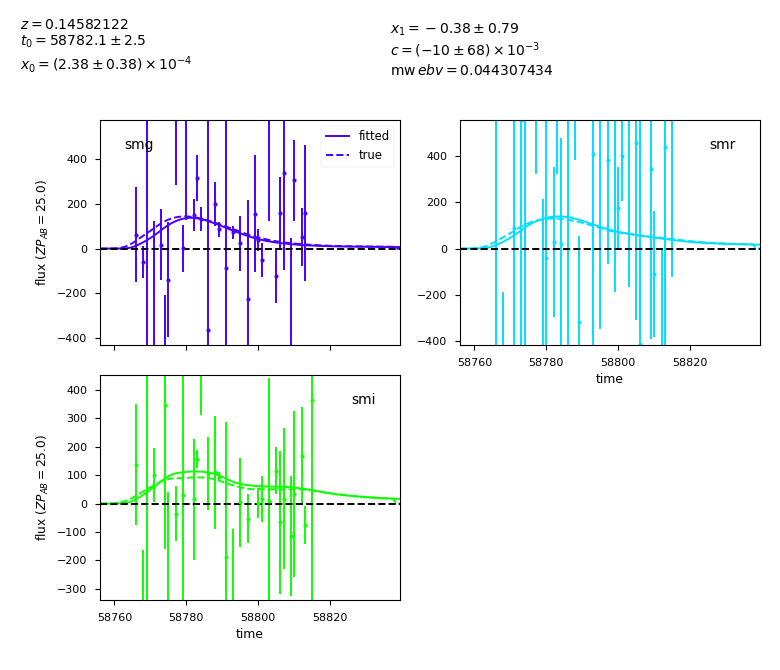 z = 0.14582122
t₀ = 58782.1 ± 2.5
x₀ = (2.38 ± 0.38) × 10⁻⁴
x₁ = −0.38 ± 0.79
c = (−10 ± 68) × 10⁻³
mw ebv = 0.044307434
smg
fitted
true
400
200
0
−200
−400
flux (ZP_AB = 25.0)
smr
400
200
0
−200
−400
58760 58780 58800 58820
time
smi
400
300
200
100
0
−100
−200
−300
flux (ZP_AB = 25.0)
58760 58780 58800 58820
time